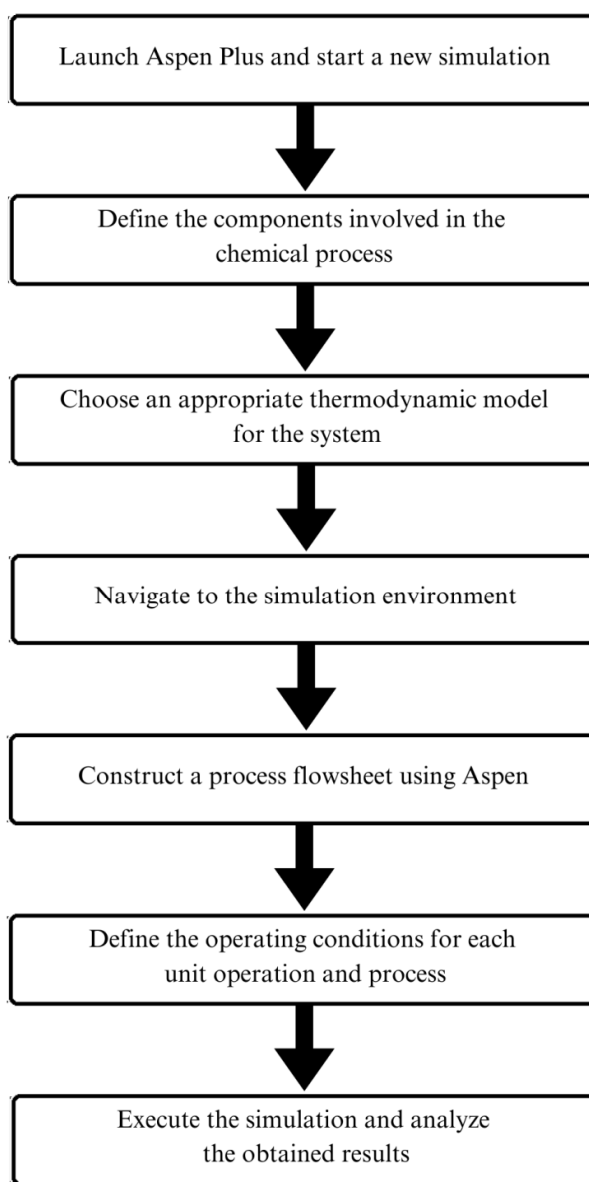 Launch Aspen Plus and start a new simulation
Define the components involved in the
chemical process
Choose an appropriate thermodynamic model
for the system
Navigate to the simulation environment
Construct a process flowsheet using Aspen
Define the operating conditions for each
unit operation and process
Execute the simulation and analyze
the obtained results